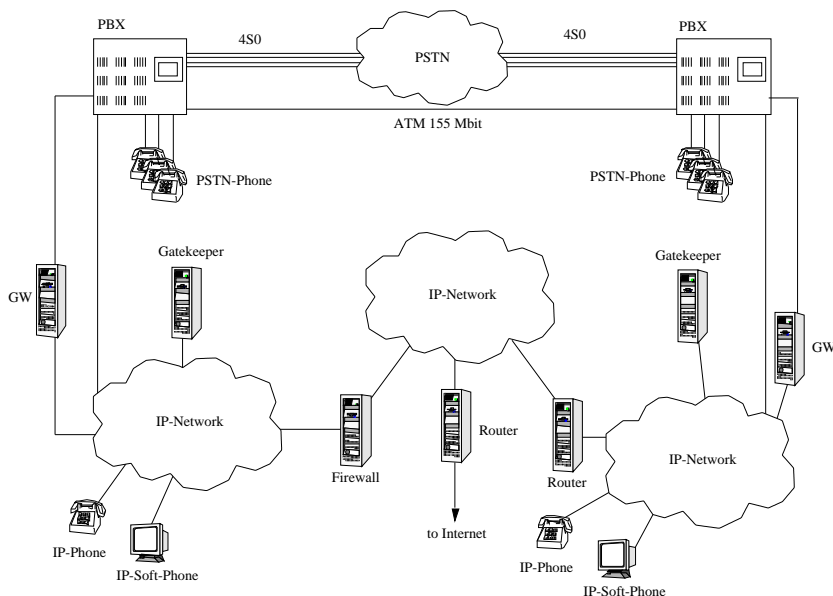 PBX
4S0
PSTN
4S0
PBX
ATM 155 Mbit
PSTN-Phone
PSTN-Phone
Gatekeeper
Gatekeeper
GW
IP-Network
GW
IP-Network
Router
IP-Network
Firewall
Router
to Internet
IP-Phone
IP-Phone
IP-Soft-Phone
IP-Soft-Phone